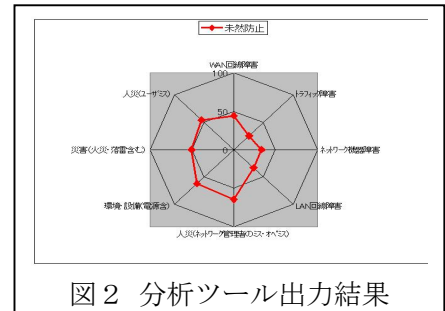 未然防止
WAN回線障害
100
トラフィック障害
人災(ユーザミス)
50
災害(火災・落雷含む)
0
ネットワーク機器障害
環境・設備(電源含)
LAN回線障害
人災(ネットワーク管理者のミス・オペミス)
図2 分析ツール出力結果